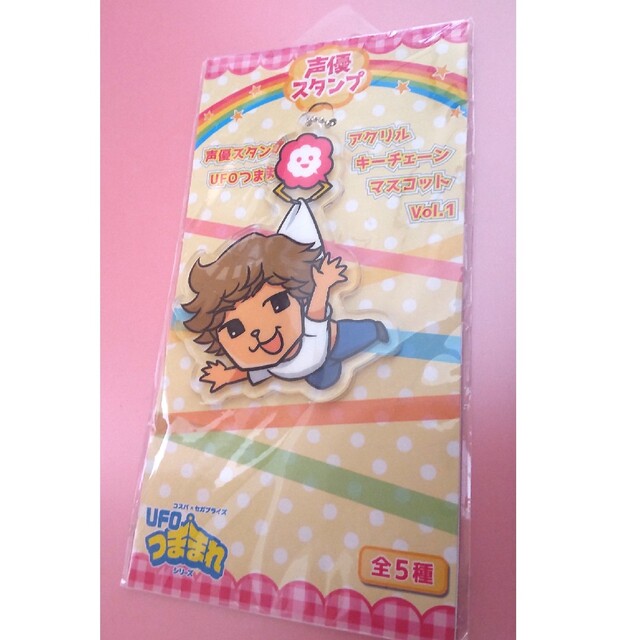 声優
スタンプ
声優スタンプ
UFOつまま
アクリル
キーチェーン
マスコット
Vol.1
コスパ×セガプライズ
UFO
つままれ
シリーズ
全5種